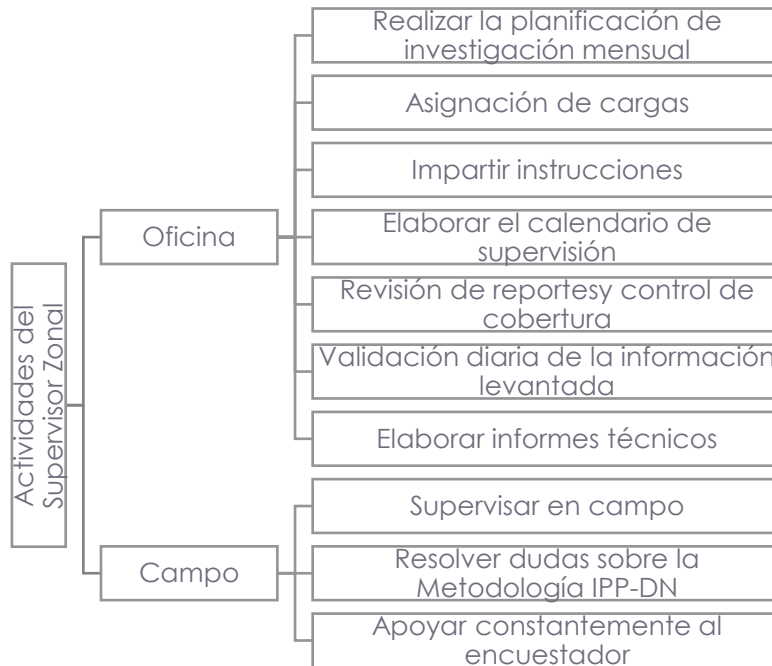 Actividades del
Supervisor Zonal
Oficina
Realizar la planificación de
investigación mensual
Asignación de cargas
Impartir instrucciones
Elaborar el calendario de
supervisión
Revisión de reportesy control de
cobertura
Validación diaria de la información
levantada
Elaborar informes técnicos
Campo
Supervisar en campo
Resolver dudas sobre la
Metodología IPP-DN
Apoyar constantemente al
encuestador